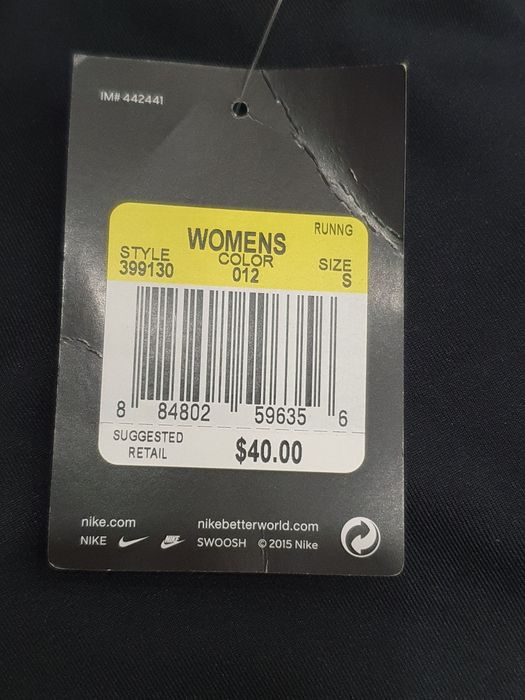 IM# 442441
RUNNG
WOMENS
STYLE COLOR SIZE
399130 012 S
8 84802 59635 6
SUGGESTED
RETAIL $40.00
nike.com nikebetterworld.com
NIKE NIKE SWOOSH © 2015 Nike